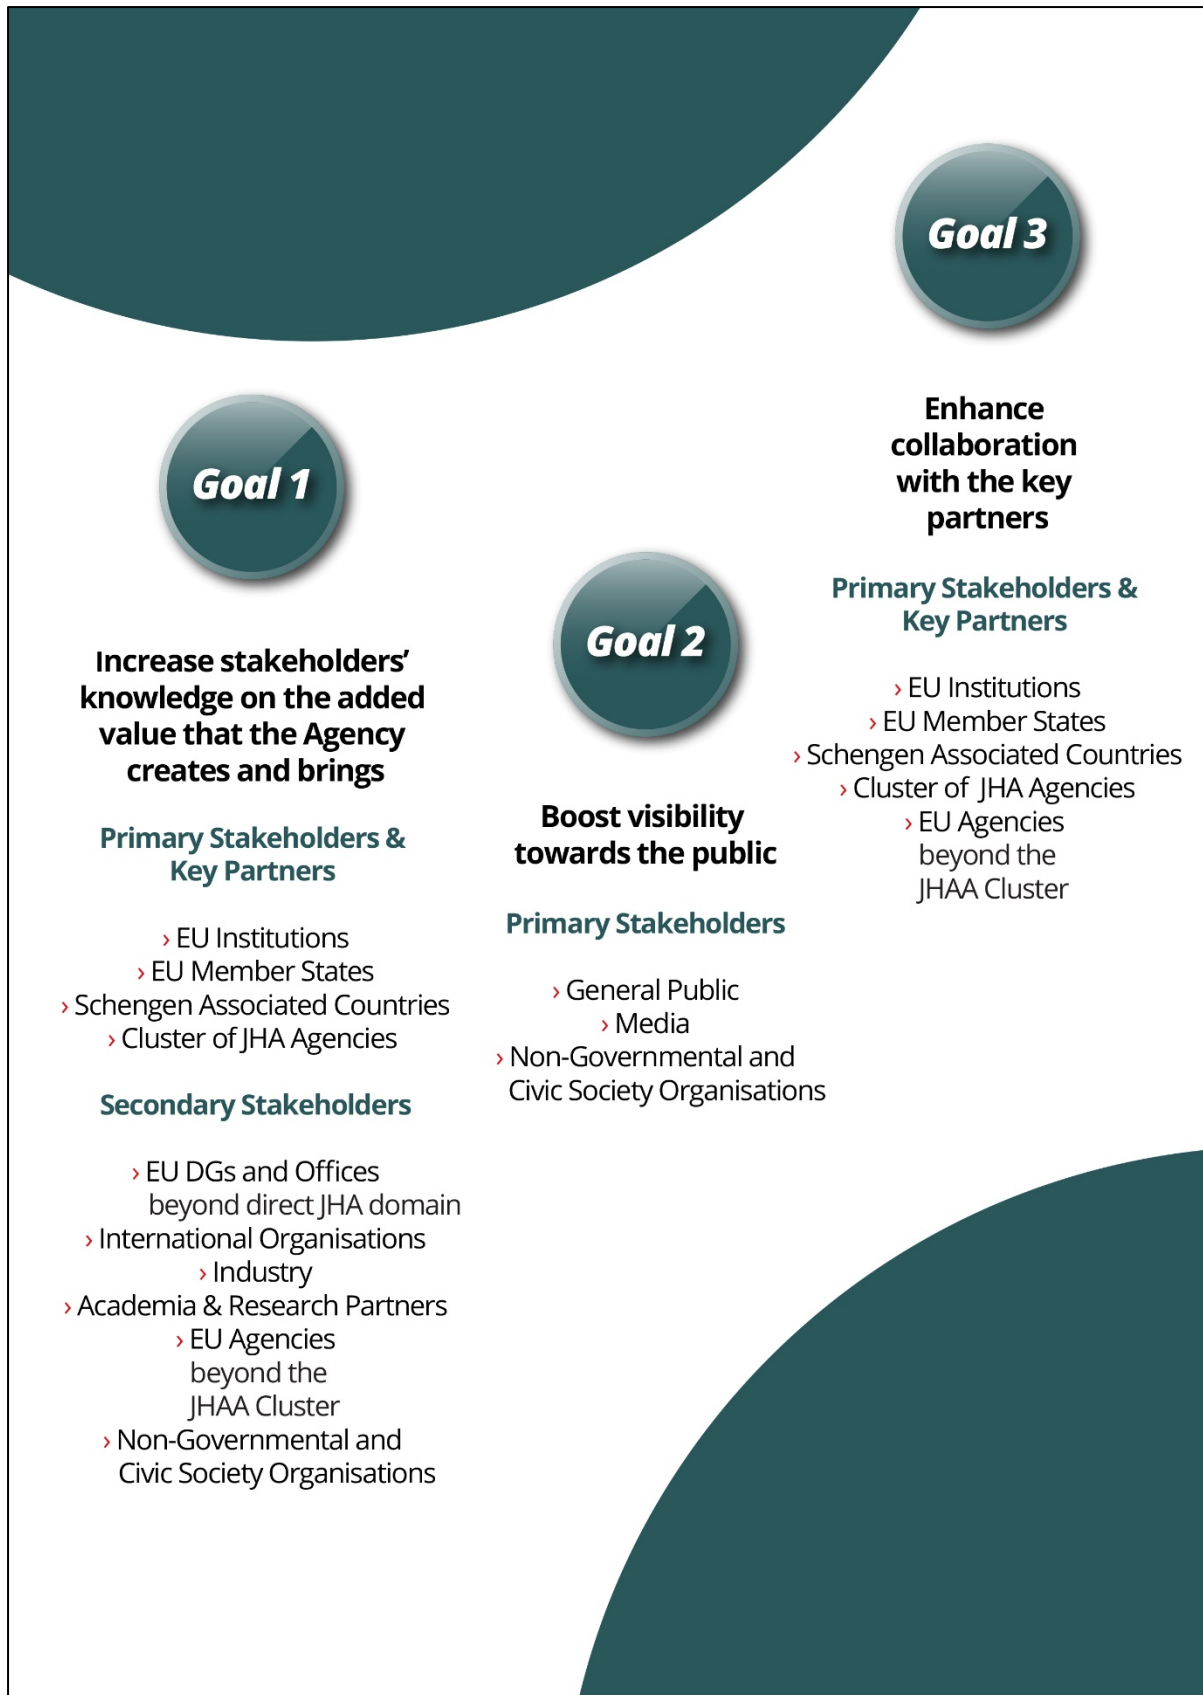 Goal 1
Increase stakeholders’
knowledge on the added
value that the Agency
creates and brings
Primary Stakeholders &
Key Partners
› EU Institutions
› EU Member States
› Schengen Associated Countries
› Cluster of JHA Agencies
Secondary Stakeholders
› EU DGs and Offices
beyond direct JHA domain
› International Organisations
› Industry
› Academia & Research Partners
› EU Agencies
beyond the
JHAA Cluster
› Non-Governmental and
Civic Society Organisations
Goal 2
Boost visibility
towards the public
Primary Stakeholders
› General Public
› Media
› Non-Governmental and
Civic Society Organisations
Goal 3
Enhance
collaboration
with the key
partners
Primary Stakeholders &
Key Partners
› EU Institutions
› EU Member States
› Schengen Associated Countries
› Cluster of JHA Agencies
› EU Agencies
beyond the
JHAA Cluster